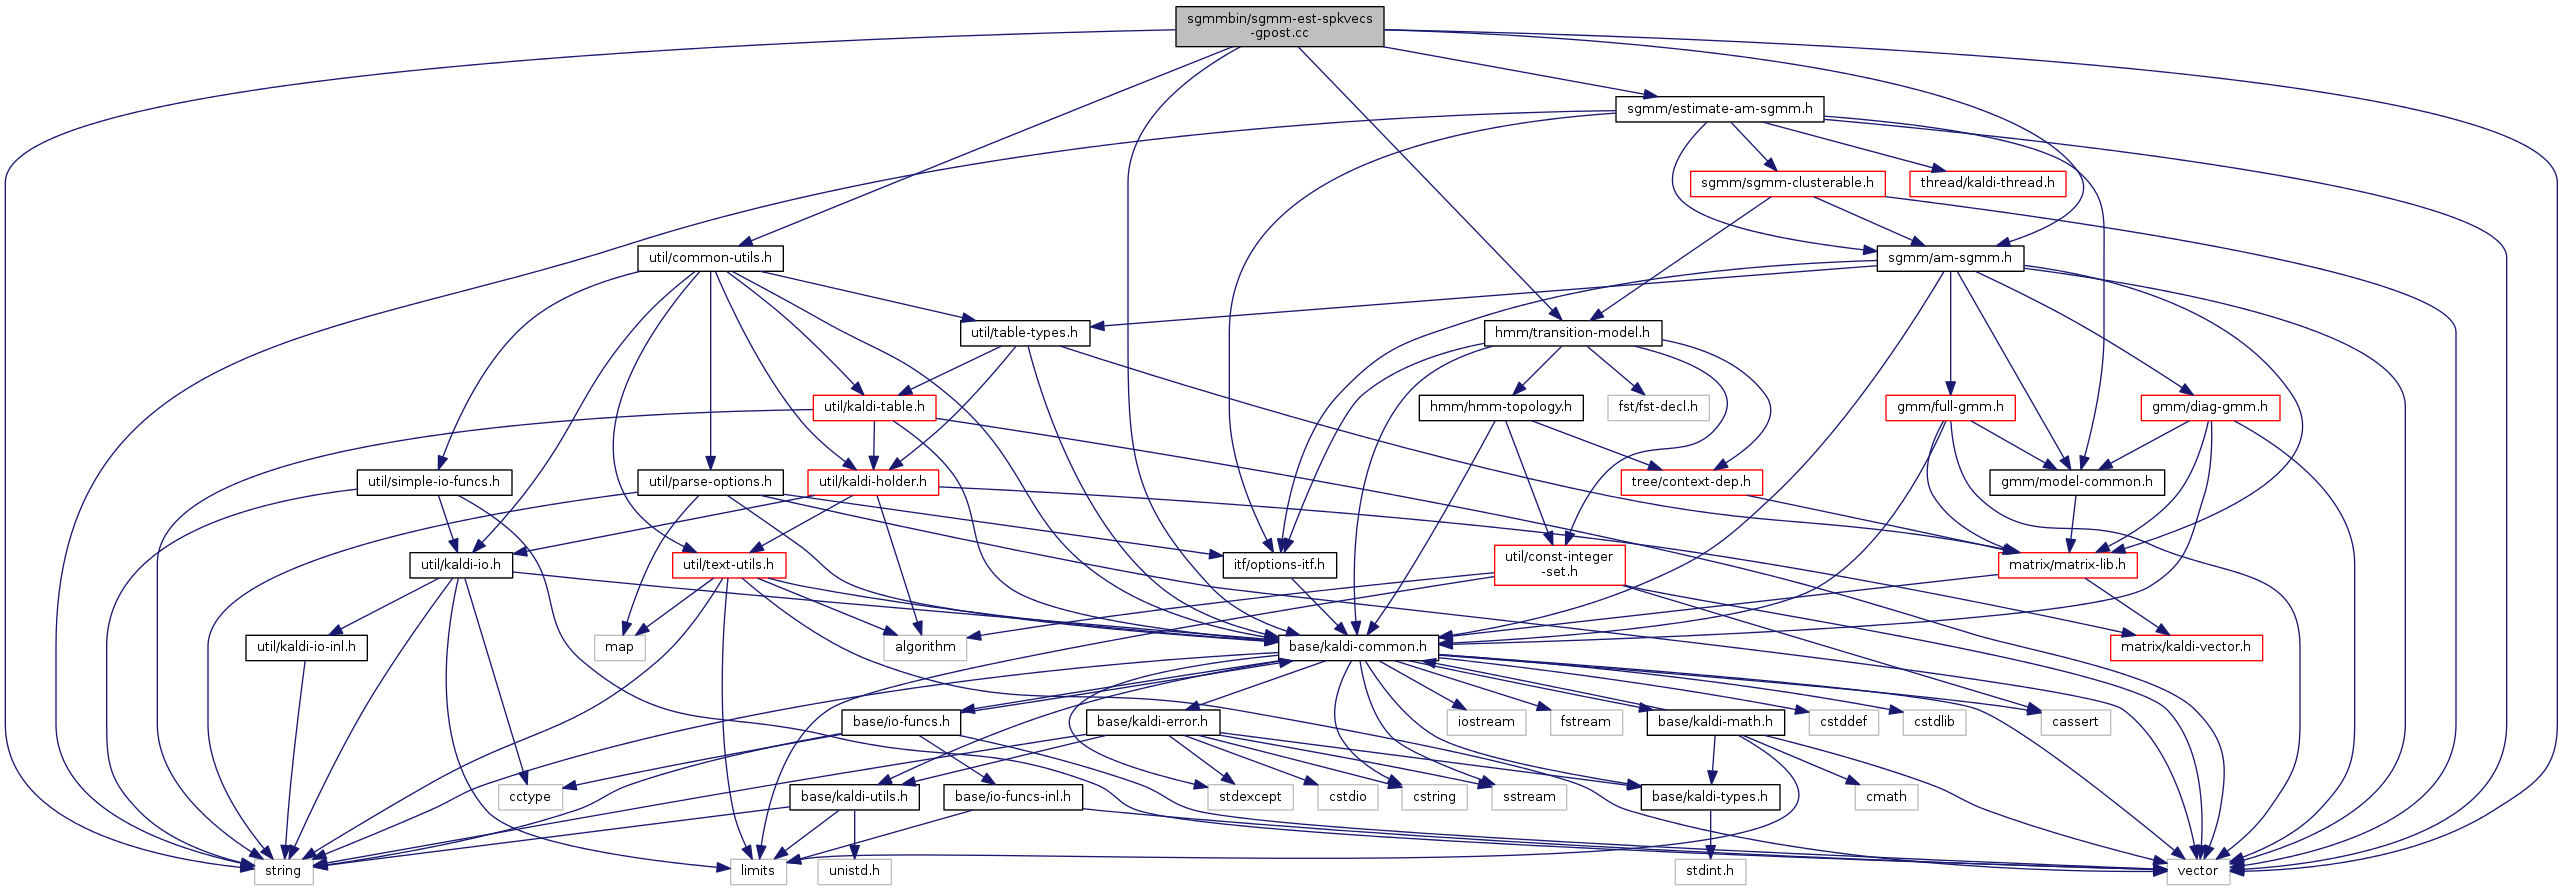 sgmmbin/sgmm-est-spkvecs
-gpost.cc
sgmm/estimate-am-sgmm.h
sgmm/sgmm-clusterable.h
thread/kaldi-thread.h
util/common-utils.h
sgmm/am-sgmm.h
util/table-types.h
hmm/transition-model.h
util/kaldi-table.h
hmm/hmm-topology.h
fst/fst-decl.h
gmm/full-gmm.h
gmm/diag-gmm.h
util/simple-io-funcs.h
util/parse-options.h
util/kaldi-holder.h
tree/context-dep.h
gmm/model-common.h
util/kaldi-io.h
util/text-utils.h
itf/options-itf.h
util/const-integer
-set.h
matrix/matrix-lib.h
util/kaldi-io-inl.h
map
algorithm
base/kaldi-common.h
matrix/kaldi-vector.h
base/io-funcs.h
base/kaldi-error.h
iostream
fstream
base/kaldi-math.h
cstddef
cstdlib
cassert
cctype
base/kaldi-utils.h
base/io-funcs-inl.h
stdexcept
cstdio
cstring
sstream
base/kaldi-types.h
cmath
string
limits
unistd.h
stdint.h
vector